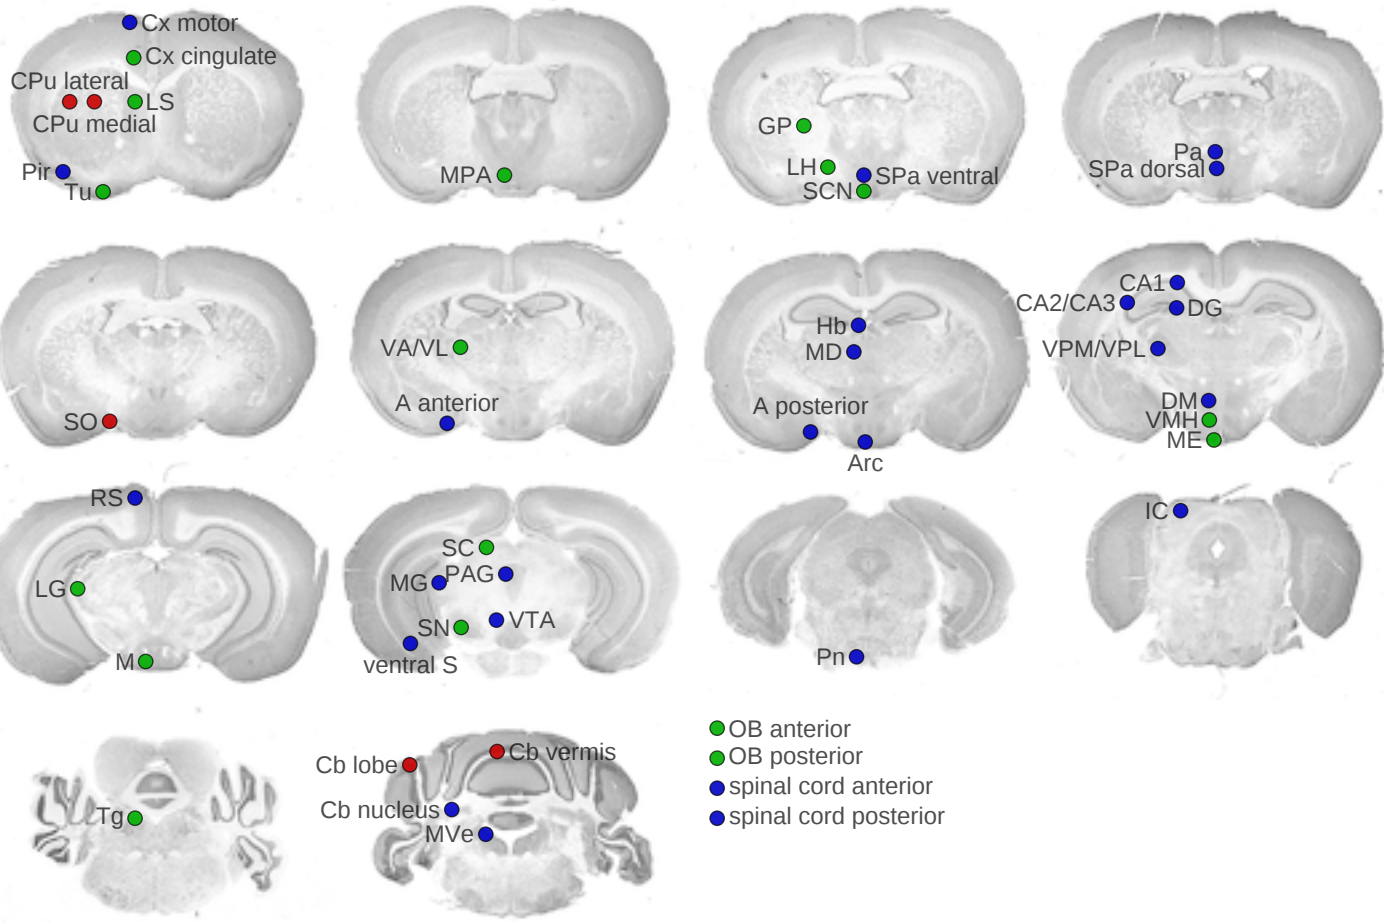 Cx motor
Cx cingulate
CPu lateral
LS
CPu medial
Pir
Tu
MPA
GP
LH
SPa ventral
SCN
Pa
SPa dorsal
SO
VA/VL
A anterior
Hb
MD
A posterior
Arc
CA1
CA2/CA3
DG
VPM/VPL
DM
VMH
ME
RS
LG
M
SC
MG
PAG
SN
VTA
ventral S
Pn
IC
Tg
Cb lobe
Cb vermis
Cb nucleus
MVe
OB anterior
OB posterior
spinal cord anterior
spinal cord posterior